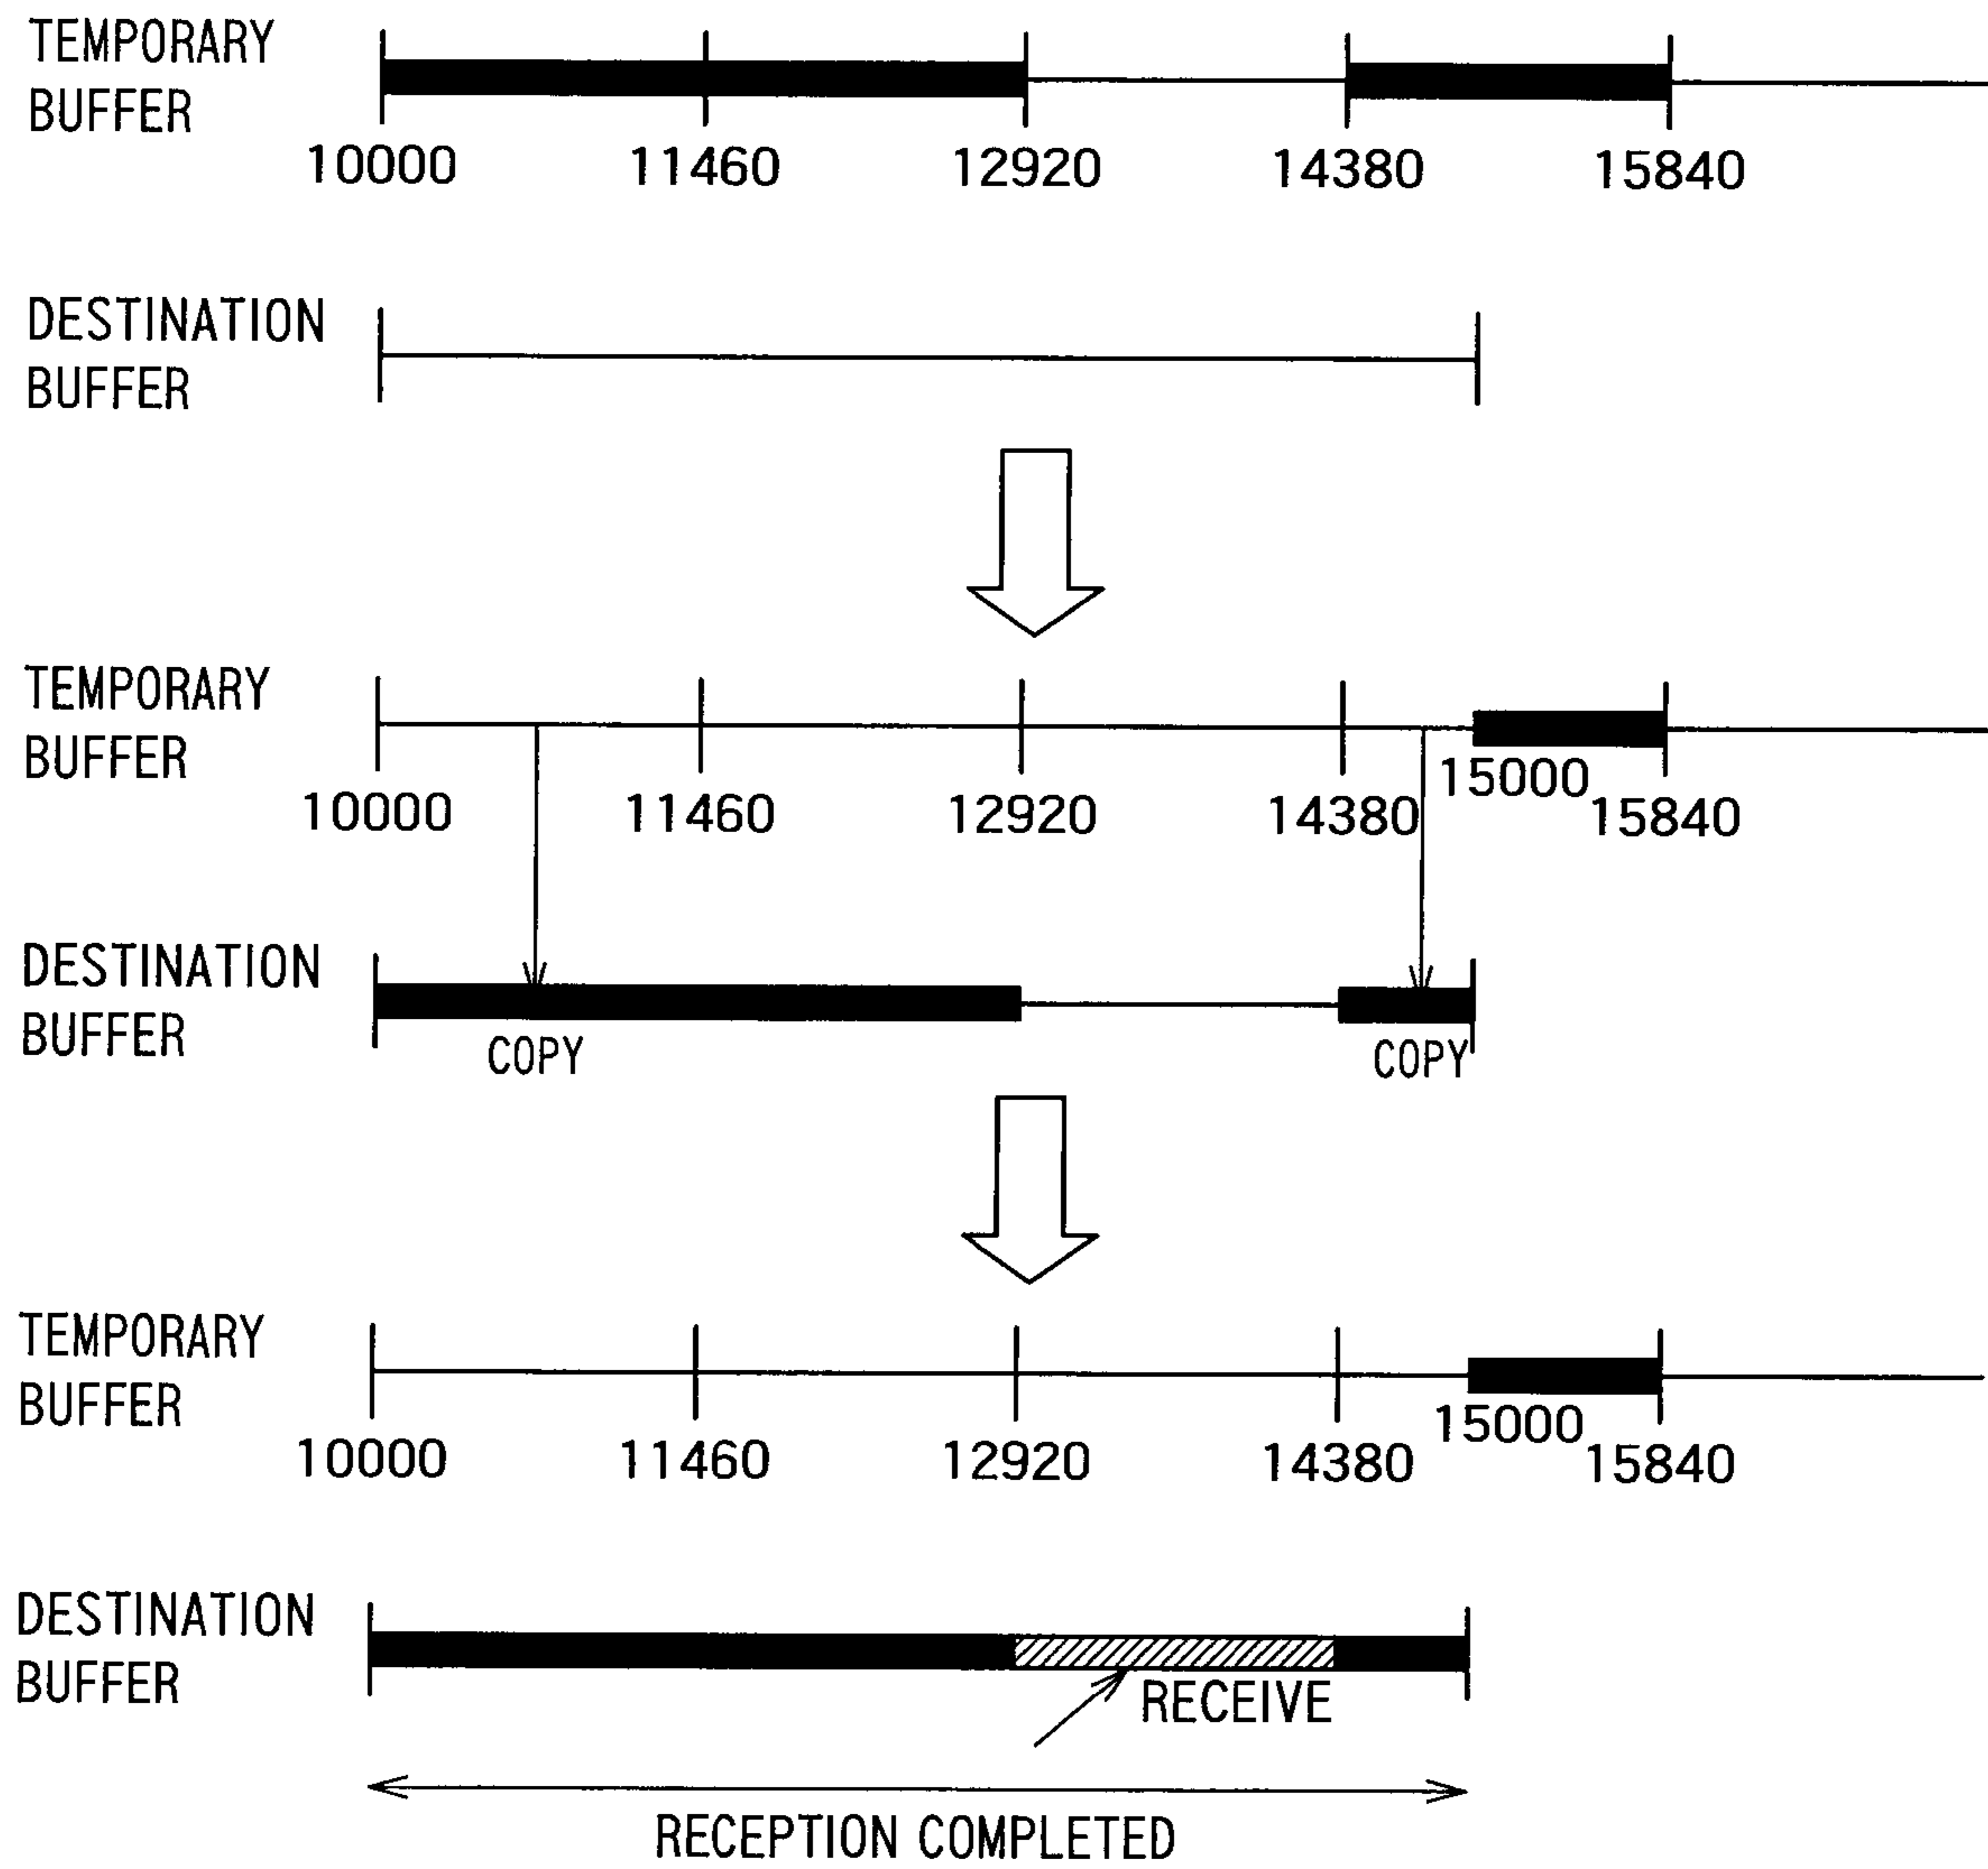 TEMPORARY
BUFFER
10000 11460 12920 14380 15840
DESTINATION
BUFFER
TEMPORARY
BUFFER
10000 11460 12920 14380 15000 15840
DESTINATION
BUFFER
COPY COPY
TEMPORARY
BUFFER
10000 11460 12920 14380 15000 15840
DESTINATION
BUFFER
RECEIVE
RECEPTION COMPLETED